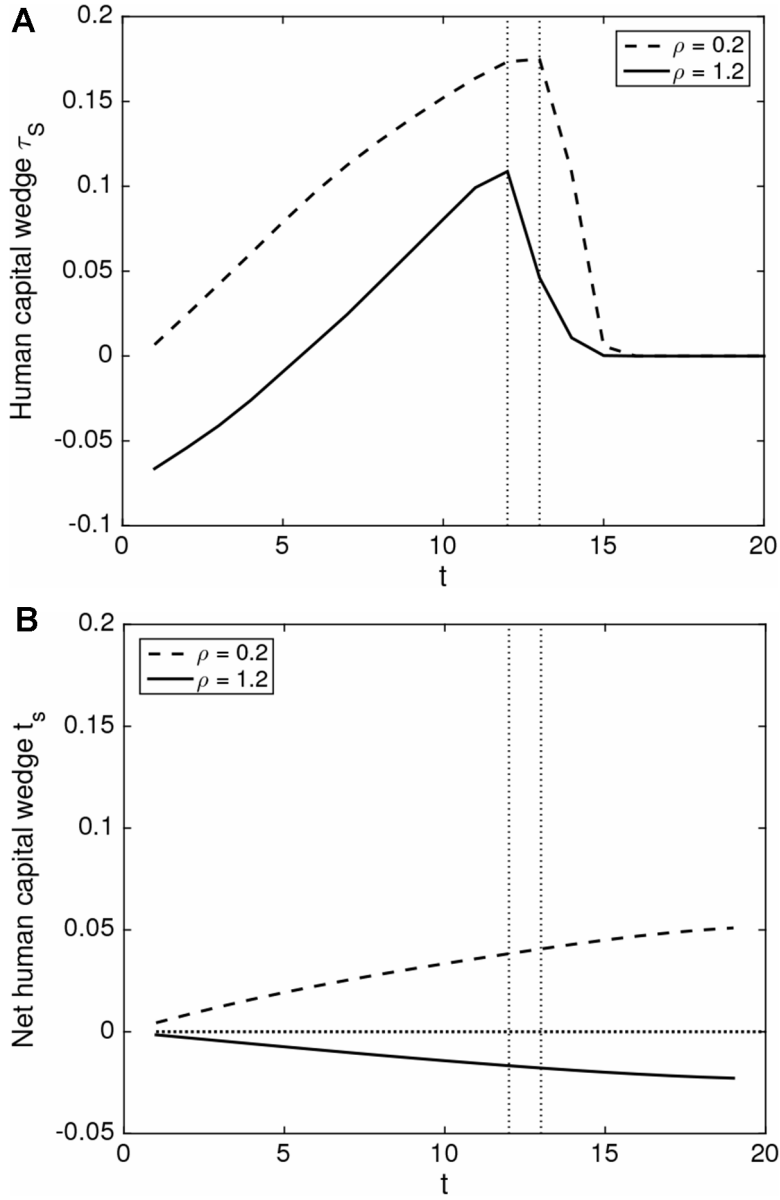 A
Human capital wedge τ_S
0.2
0.15
0.1
0.05
0
-0.05
-0.1
ρ = 0.2
ρ = 1.2
0 5 10 15 20
t
B
Net human capital wedge t_s
0.2
0.15
0.1
0.05
0
-0.05
ρ = 0.2
ρ = 1.2
0 5 10 15 20
t